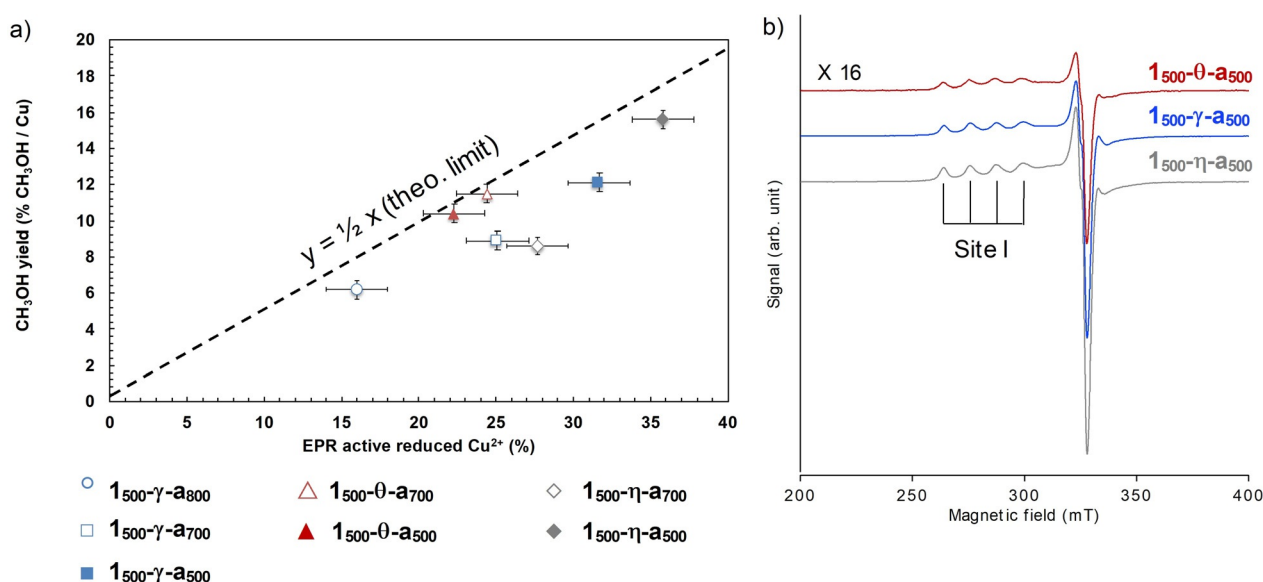 a)
CH₃OH yield (% CH₃OH / Cu)
20
18
16
14
12
10
8
6
4
2
0
y = ½ x (theo. limit)
0 5 10 15 20 25 30 35 40
EPR active reduced Cu²⁺ (%)
1₅₀₀-γ-a₈₀₀
1₅₀₀-θ-a₇₀₀
1₅₀₀-η-a₇₀₀
1₅₀₀-γ-a₇₀₀
1₅₀₀-θ-a₅₀₀
1₅₀₀-η-a₅₀₀
1₅₀₀-γ-a₅₀₀
b)
Signal (arb. unit)
X 16
1₅₀₀-θ-a₅₀₀
1₅₀₀-γ-a₅₀₀
1₅₀₀-η-a₅₀₀
Site I
200 250 300 350 400
Magnetic field (mT)